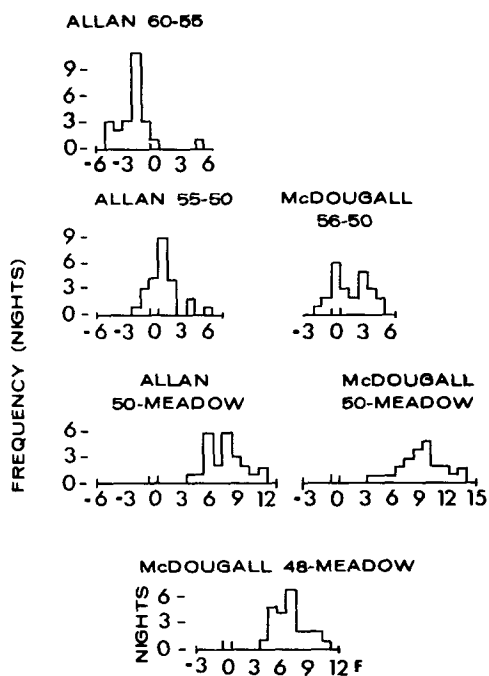 ALLAN 60-55
9-
6-
3-
0-
-6 -3 0 3 6
ALLAN 55-50
9-
6-
3-
0-
-6 -3 0 3 6
McDOUGALL
56-50
-3 0 3 6
FREQUENCY (NIGHTS)
ALLAN
50-MEADOW
6-
3-
0-
-6 -3 0 3 6 9 12
McDOUGALL
50-MEADOW
-3 0 3 6 9 12 15
McDOUGALL 48-MEADOW
NIGHTS
6-
3-
0-
-3 0 3 6 9 12 F